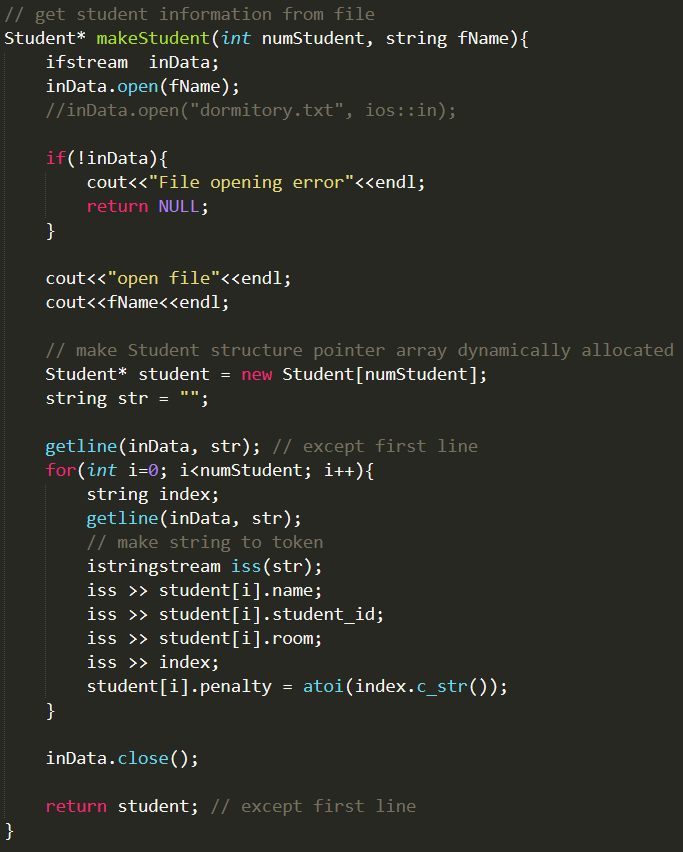 // get student information from file
Student* makeStudent(int numStudent, string fName){
    ifstream  inData;
    inData.open(fName);
    //inData.open("dormitory.txt", ios::in);

    if(!inData){
        cout<<"File opening error"<<endl;
        return NULL;
    }

    cout<<"open file"<<endl;
    cout<<fName<<endl;

    // make Student structure pointer array dynamically allocated
    Student* student = new Student[numStudent];
    string str = "";

    getline(inData, str); // except first line
    for(int i=0; i<numStudent; i++){
        string index;
        getline(inData, str);
        // make string to token
        istringstream iss(str);
        iss >> student[i].name;
        iss >> student[i].student_id;
        iss >> student[i].room;
        iss >> index;
        student[i].penalty = atoi(index.c_str());
    }

    inData.close();

    return student; // except first line
}